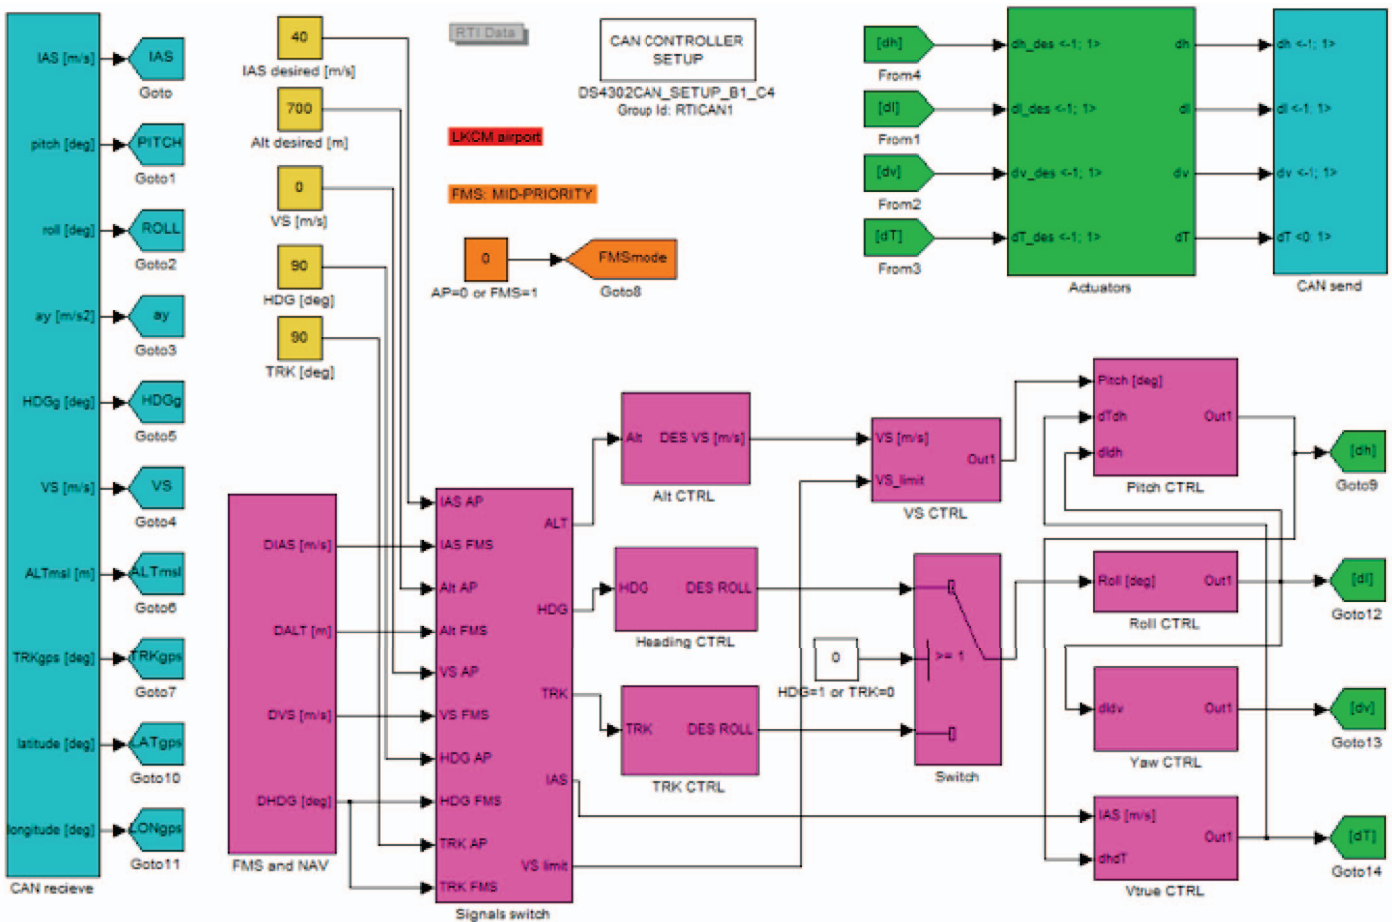 IAS [m/s]
IAS
Goto
pitch [deg]
PITCH
Goto1
roll [deg]
ROLL
Goto2
ay [m/s2]
ay
Goto3
HDGg [deg]
HDGg
Goto5
VS [m/s]
VS
Goto4
ALTmsl [m]
ALTmsl
Goto6
TRKgps [deg]
TRKgps
Goto7
latitude [deg]
LATgps
Goto10
longitude [deg]
LONgps
Goto11
CAN recieve
40
IAS desired [m/s]
700
Alt desired [m]
0
VS [m/s]
90
HDG [deg]
90
TRK [deg]
RTI Data
CAN CONTROLLER
SETUP
DS4302CAN_SETUP_B1_C4
Group Id: RTICAN1
LKCM airport
FMS: MID-PRIORITY
0
AP=0 or FMS=1
FMSmode
Goto8
[dh]
From4
[dl]
From1
[dv]
From2
[dT]
From3
dh_des <-1; 1>
dh
dl_des <-1; 1>
dl
dv_des <-1; 1>
dv
dT_des <-1; 1>
dT
Actuators
dh <-1; 1>
dl <-1; 1>
dv <-1; 1>
dT <0; 1>
CAN send
DIAS [m/s]
DALT [m]
DVS [m/s]
DHDG [deg]
FMS and NAV
IAS AP
IAS FMS
Alt AP
Alt FMS
VS AP
VS FMS
HDG AP
HDG FMS
TRK AP
TRK FMS
ALT
HDG
TRK
IAS
VS limit
Signals switch
Alt
DES VS [m/s]
Alt CTRL
HDG
DES ROLL
Heading CTRL
TRK
DES ROLL
TRK CTRL
VS [m/s]
VS_limit
Out1
VS CTRL
0
HDG=1 or TRK=0
>= 1
Switch
Pitch [deg]
dTdh
dldh
Out1
Pitch CTRL
Roll [deg]
Out1
Roll CTRL
dldv
Out1
Yaw CTRL
IAS [m/s]
dhdT
Out1
Vtrue CTRL
[dh]
Goto9
[dl]
Goto12
[dv]
Goto13
[dT]
Goto14